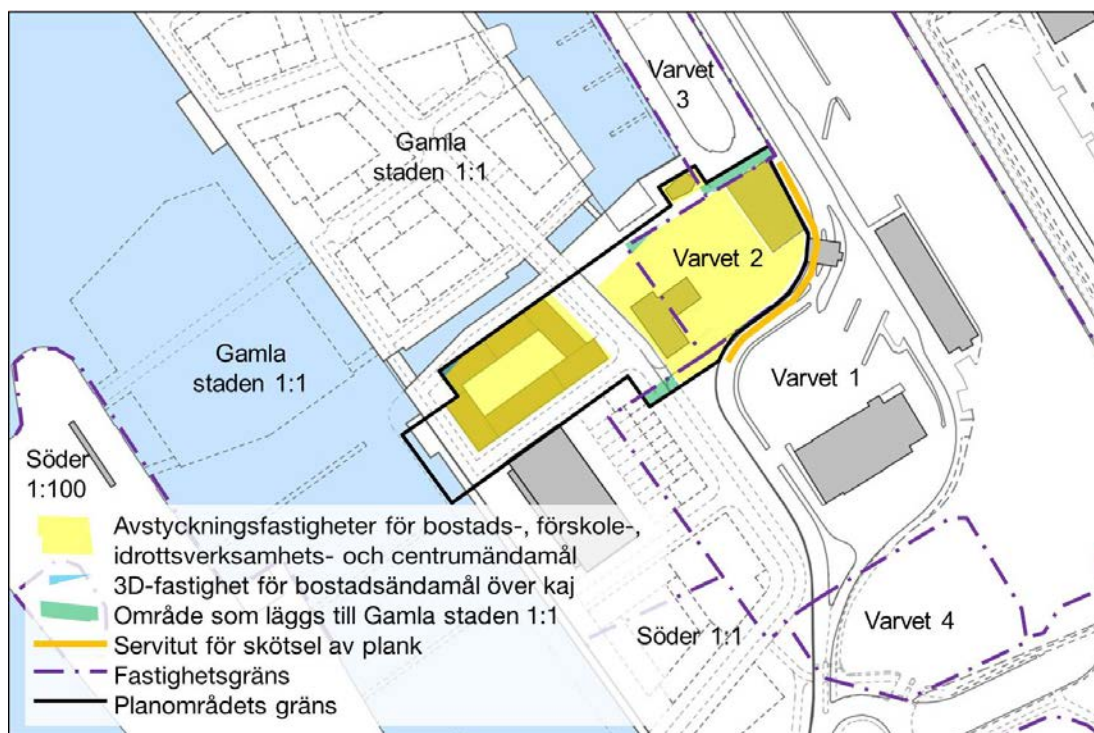 Varvet
3
Gamla
staden 1:1
Varvet 2
Gamla
staden 1:1
Varvet 1
Söder
1:100
Varvet 4
Söder 1:1
Avstyckningsfastigheter för bostads-, förskole-,
idrottsverksamhets- och centrumändamål
3D-fastighet för bostadsändamål över kaj
Område som läggs till Gamla staden 1:1
Servitut för skötsel av plank
Fastighetsgräns
Planområdets gräns